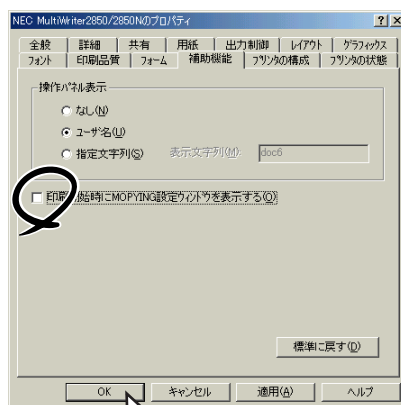 NEC MultiWriter2850/2850Nのプロパティ
全般 詳細 共有 用紙 出力制御 レイアウト グラフィックス
フォント 印刷品質 フォーム 補助機能 プリンタの構成 プリンタの状態
操作パネル表示
なし(N)
ユーザ名(U)
指定文字列(S) 表示文字列(M): doc6
印刷開始時にMOPYING設定ウィンドウを表示する(O)
標準に戻す(D)
OK キャンセル 適用(A) ヘルプ